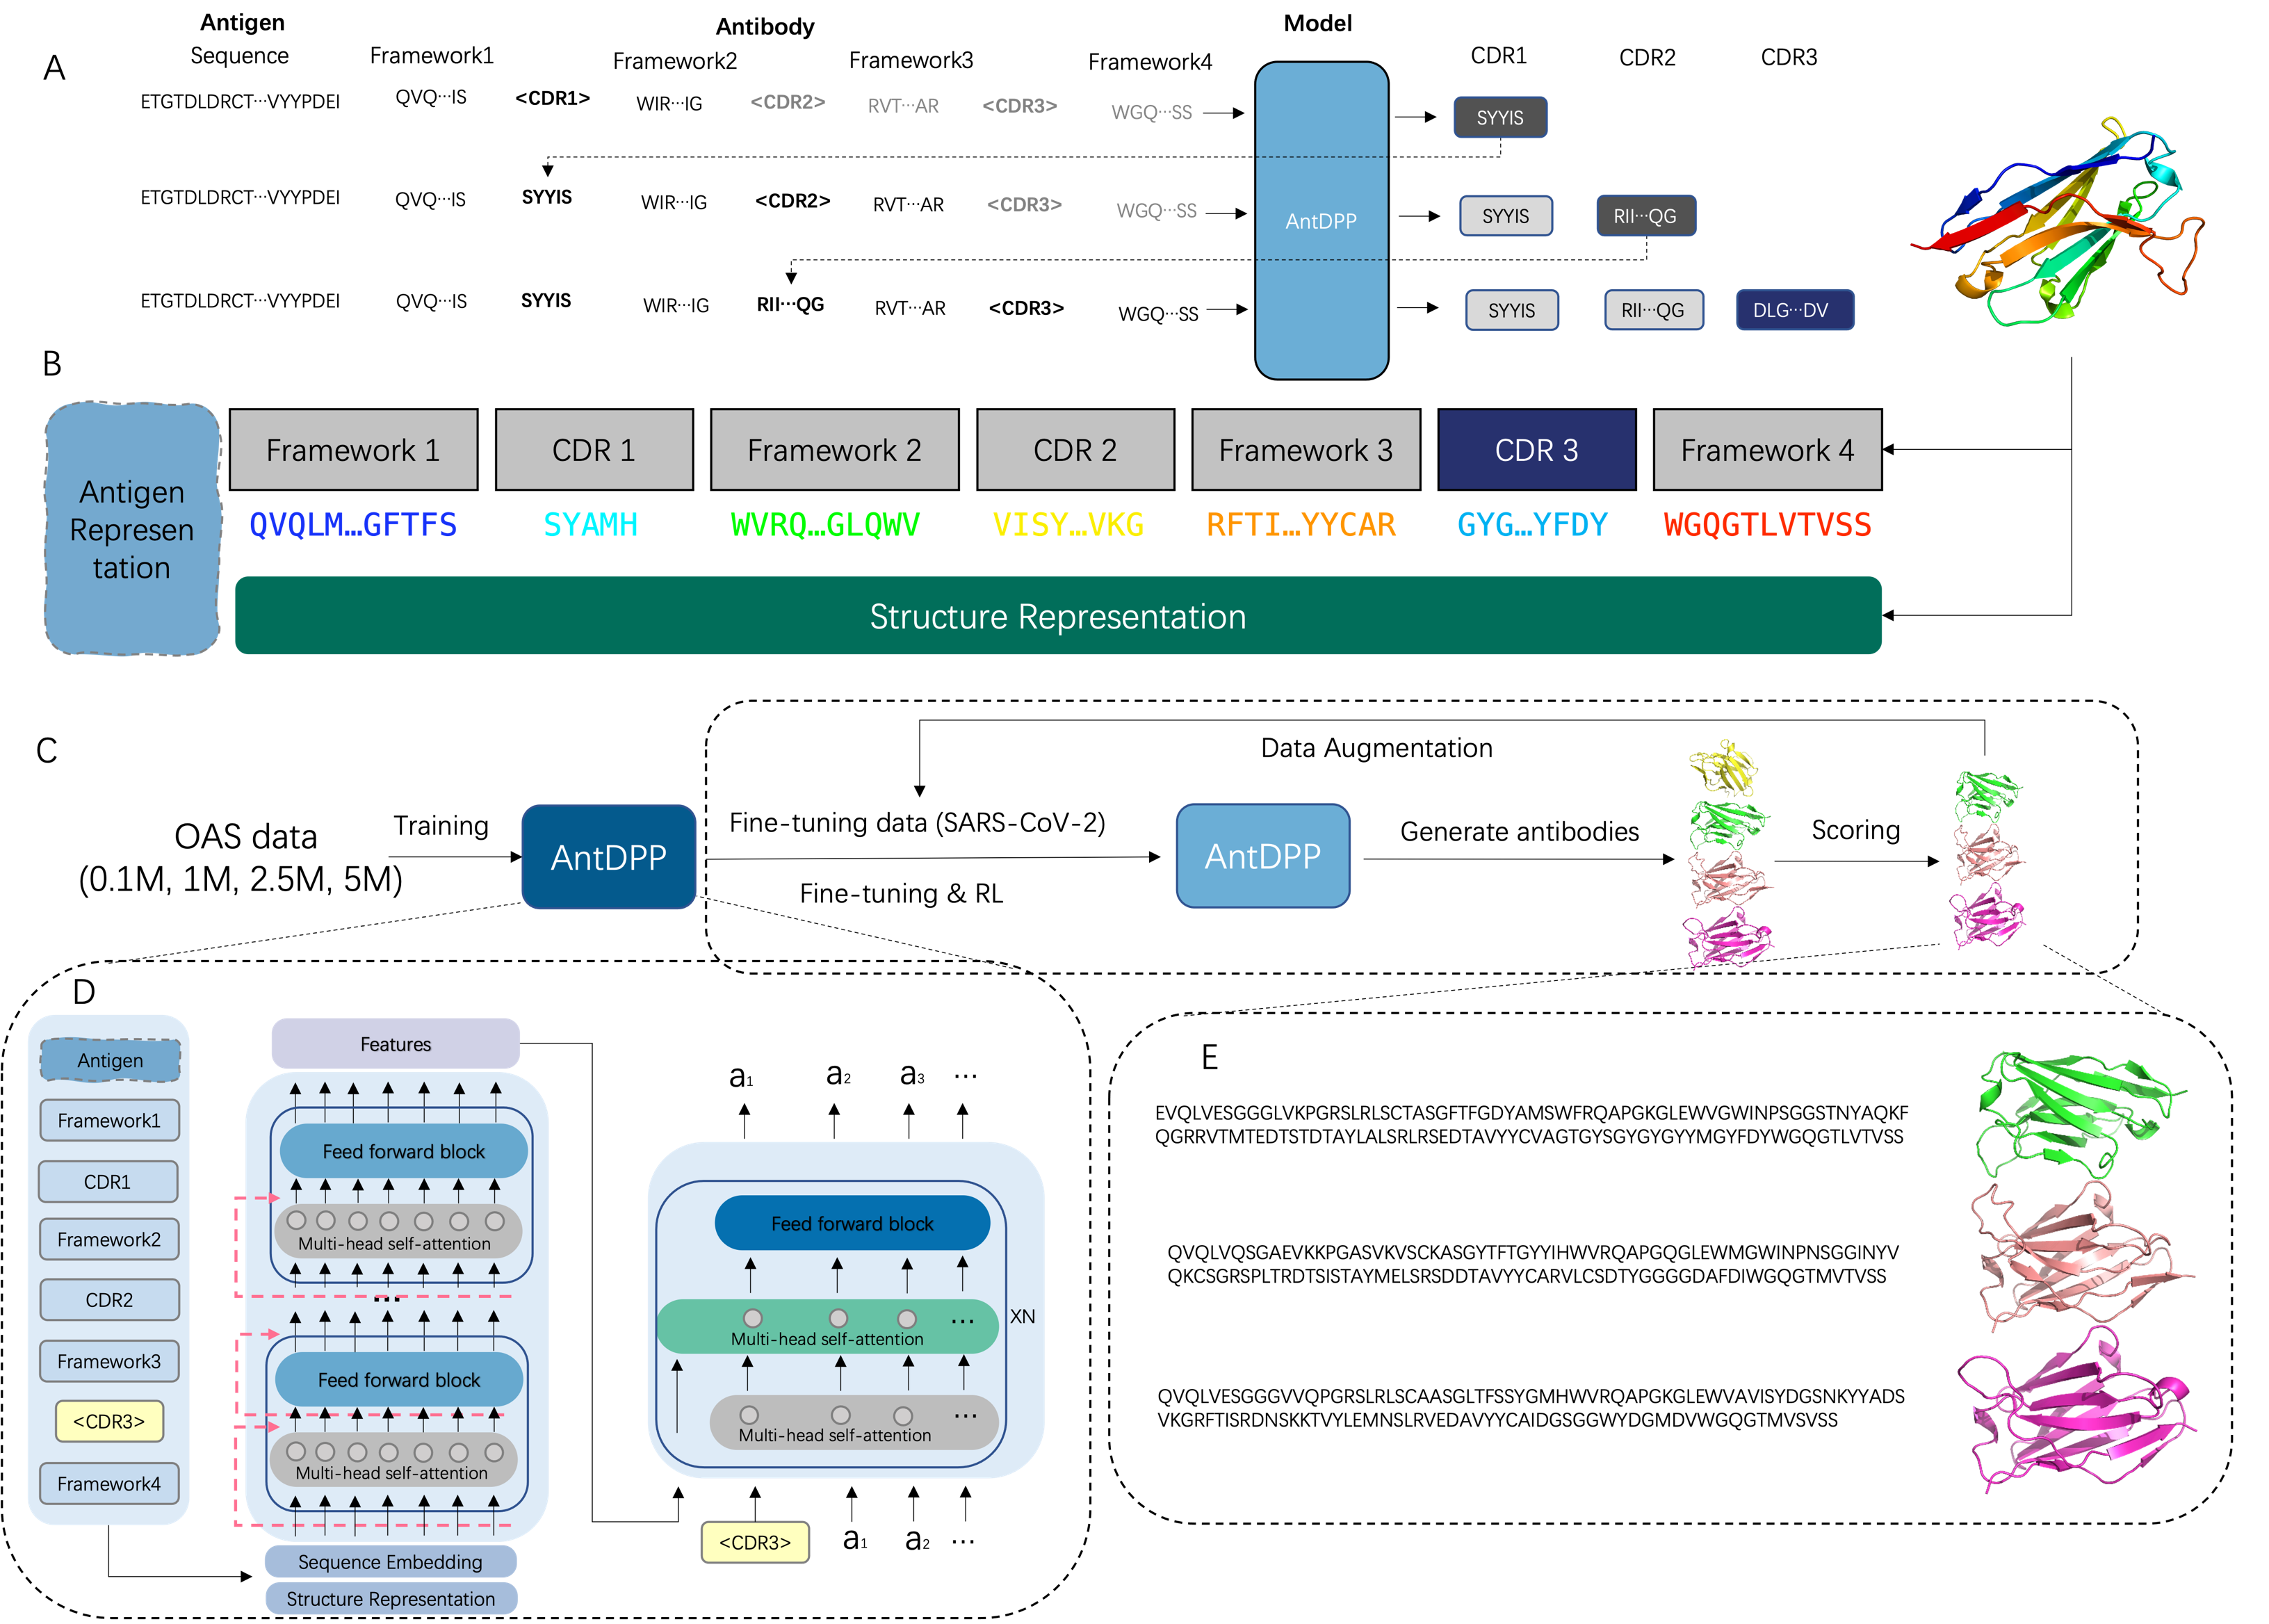 Antigen
Antibody
Model
Sequence
Framework1
Framework2
Framework3
Framework4
CDR1
CDR2
CDR3
A
ETGTDLDRCT···VYYPDEI QVQ···IS <CDR1> WIR···IG <CDR2> RVT···AR <CDR3> WGQ···SS SYYIS
ETGTDLDRCT···VYYPDEI QVQ···IS SYYIS WIR···IG <CDR2> RVT···AR <CDR3> WGQ···SS AntDPP SYYIS RII···QG
ETGTDLDRCT···VYYPDEI QVQ···IS SYYIS WIR···IG RII···QG RVT···AR <CDR3> WGQ···SS SYYIS RII···QG DLG···DV
B
Antigen
Represen
tation
Framework 1 CDR 1 Framework 2 CDR 2 Framework 3 CDR 3 Framework 4
QVQLM…GFTFS SYAMH WVRQ…GLQWV VISY…VKG RFTI…YYCAR GYG…YFDY WGQGTLVTVSS
Structure Representation
C
OAS data
(0.1M, 1M, 2.5M, 5M)
Training
AntDPP
Data Augmentation
Fine-tuning data (SARS-CoV-2)
Fine-tuning & RL
AntDPP
Generate antibodies
Scoring
D
Antigen
Framework1
CDR1
Framework2
CDR2
Framework3
<CDR3>
Framework4
Features
Feed forward block
Multi-head self-attention
...
Feed forward block
Multi-head self-attention
Sequence Embedding
Structure Representation
a1 a2 a3 ···
Feed forward block
···
Multi-head self-attention
XN
···
Multi-head self-attention
<CDR3> a1 a2 ···
E
EVQLVESGGGLVKPGRSLRLSCTASGFTFGDYAMSWFRQAPGKGLEWVGWINPSGGSTNYAQKF
QGRRVTMTEDTSTDTAYLALSRLRSEDTAVYYCVAGTGYSGYGYGYYMGYFDYWGQGTLVTVSS
QVQLVQSGAEVKKPGASVKVSCKASGYTFTGYYIHWVRQAPGQGLEWMGWINPNSGGINYV
QKCSGRSPLTRDTSISTAYMELSRSDDTAVYYCARVLCSDTYGGGGDAFDIWGQGTMVTVSS
QVQLVESGGGVVQPGRSLRLSCAASGLTFSSYGMHWVRQAPGKGLEWVAVISYDGSNKYYADS
VKGRFTISRDNSKKTVYLEMNSLRVEDAVYYCAIDGSGGWYDGMDVWGQGTMVSVSS